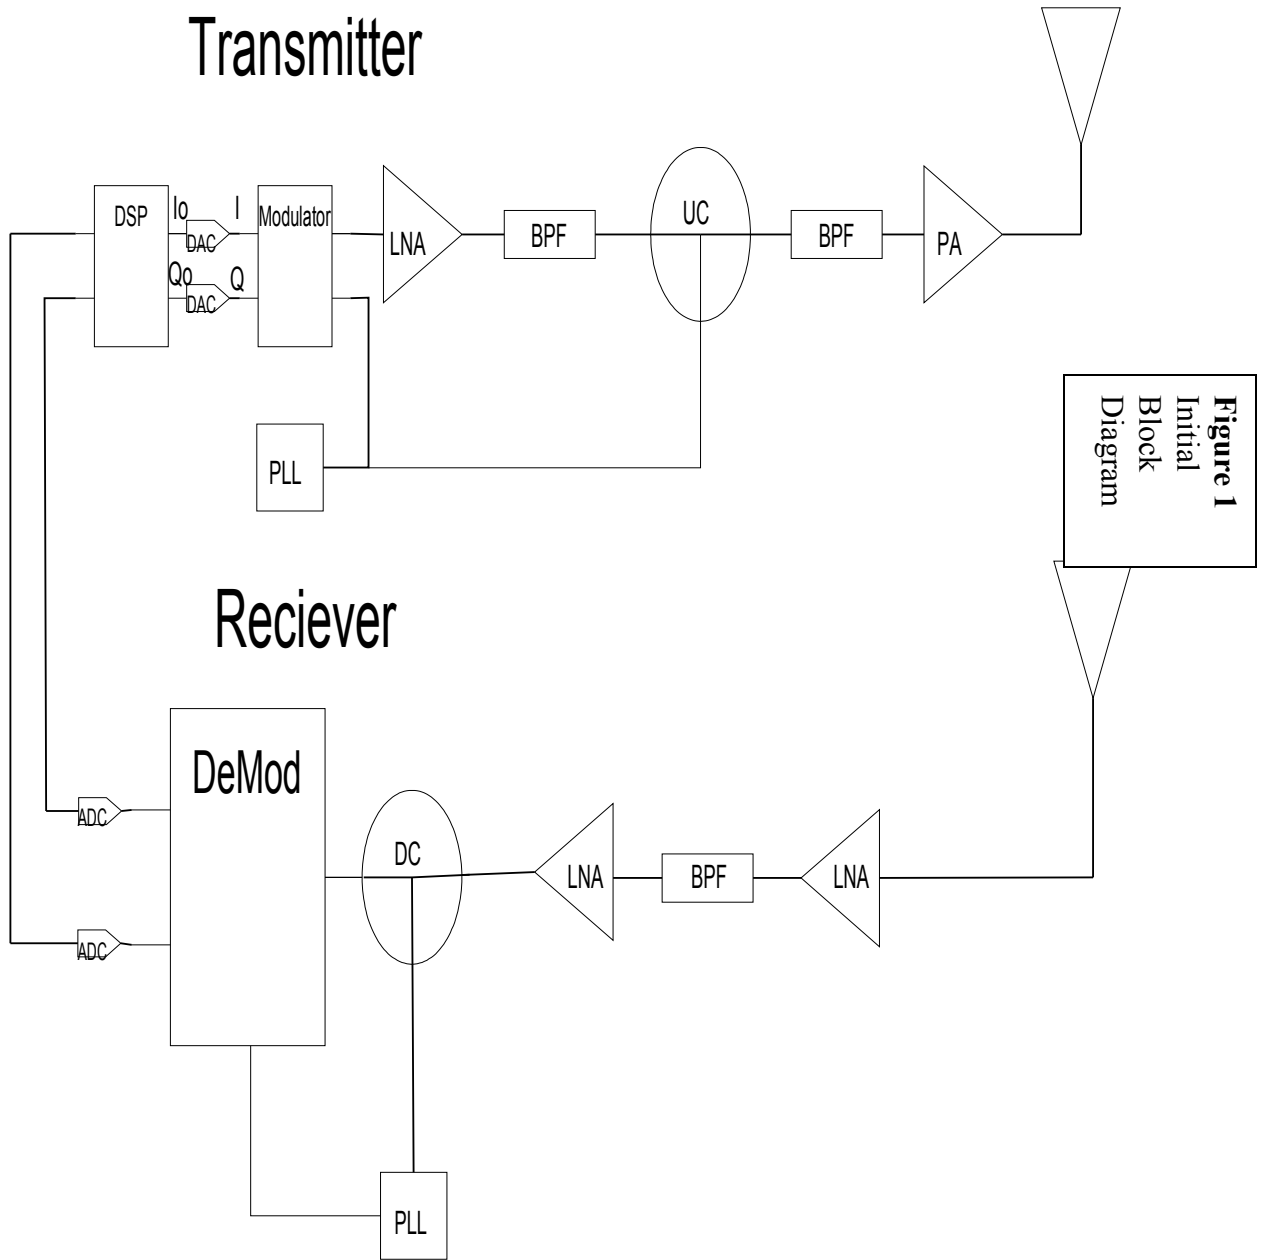 Transmitter
DSP
Io
I
DAC
Qo
Q
DAC
Modulator
LNA
BPF
UC
BPF
PA
PLL
Figure 1
Initial
Block
Diagram
Reciever
DeMod
ADC
ADC
DC
LNA
BPF
LNA
PLL